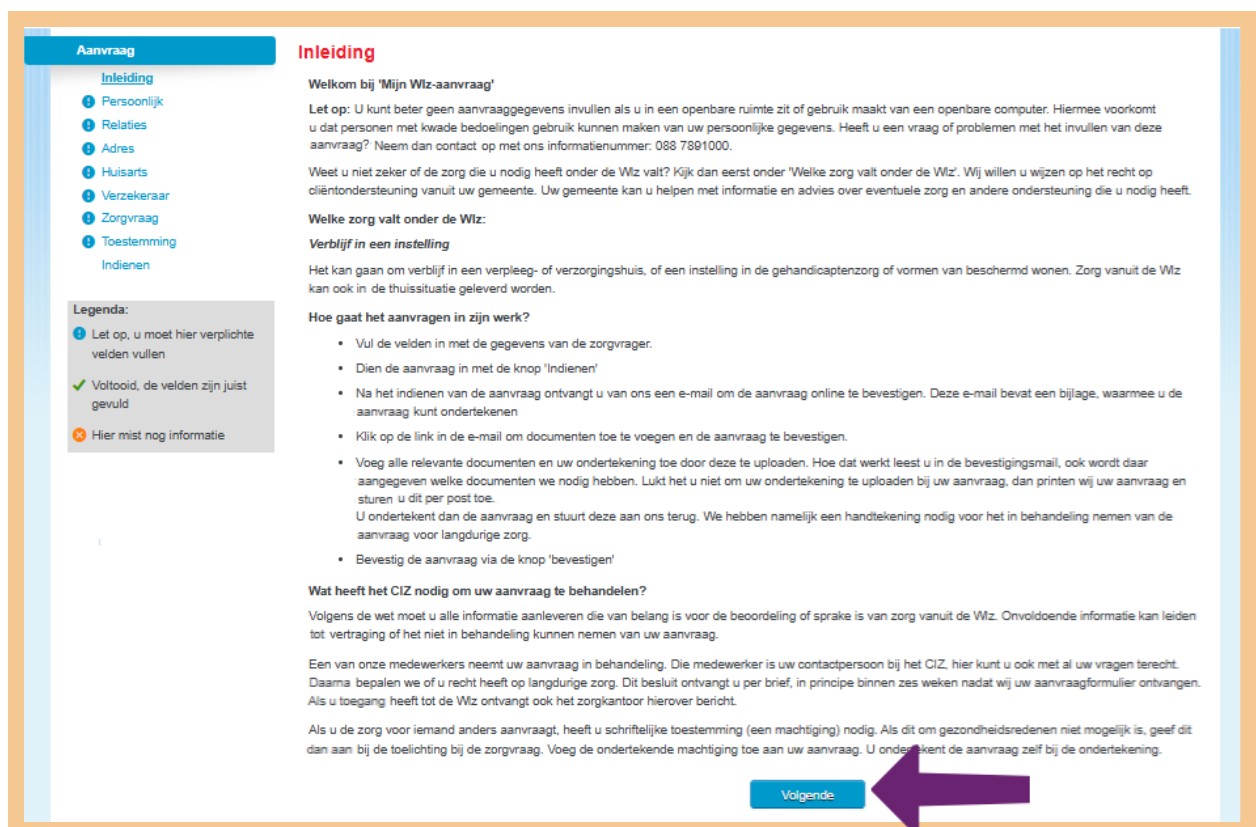 Aanvraag
Inleiding
Persoonlijk
Relaties
Adres
Huisarts
Verzekeraar
Zorgvraag
Toestemming
Indienen
Legenda:
Let op, u moet hier verplichte
velden vullen
Voltooid, de velden zijn juist
gevuld
Hier mist nog informatie
Inleiding
Welkom bij 'Mijn Wlz-aanvraag'
Let op: U kunt beter geen aanvraaggegevens invullen als u in een openbare ruimte zit of gebruik maakt van een openbare computer. Hiermee voorkomt
u dat personen met kwade bedoelingen gebruik kunnen maken van uw persoonlijke gegevens. Heeft u een vraag of problemen met het invullen van deze
aanvraag? Neem dan contact op met ons informatienummer: 088 7891000.
Weet u niet zeker of de zorg die u nodig heeft onder de Wlz valt? Kijk dan eerst onder 'Welke zorg valt onder de Wlz'. Wij willen u wijzen op het recht op
cliëntondersteuning vanuit uw gemeente. Uw gemeente kan u helpen met informatie en advies over eventuele zorg en andere ondersteuning die u nodig heeft.
Welke zorg valt onder de Wlz:
Verblijf in een instelling
Het kan gaan om verblijf in een verpleeg- of verzorgingshuis, of een instelling in de gehandicaptenzorg of vormen van beschermd wonen. Zorg vanuit de Wlz
kan ook in de thuissituatie geleverd worden.
Hoe gaat het aanvragen in zijn werk?
• Vul de velden in met de gegevens van de zorgvrager.
• Dien de aanvraag in met de knop 'Indienen'
• Na het indienen van de aanvraag ontvangt u van ons een e-mail om de aanvraag online te bevestigen. Deze e-mail bevat een bijlage, waarmee u de
aanvraag kunt ondertekenen
• Klik op de link in de e-mail om documenten toe te voegen en de aanvraag te bevestigen.
• Voeg alle relevante documenten en uw ondertekening toe door deze te uploaden. Hoe dat werkt leest u in de bevestigingsmail, ook wordt daar
aangegeven welke documenten we nodig hebben. Lukt het u niet om uw ondertekening te uploaden bij uw aanvraag, dan printen wij uw aanvraag en
sturen u dit per post toe.
U ondertekent dan de aanvraag en stuurt deze aan ons terug. We hebben namelijk een handtekening nodig voor het in behandeling nemen van de
aanvraag voor langdurige zorg.
• Bevestig de aanvraag via de knop 'bevestigen'
Wat heeft het CIZ nodig om uw aanvraag te behandelen?
Volgens de wet moet u alle informatie aanleveren die van belang is voor de beoordeling of sprake is van zorg vanuit de Wlz. Onvoldoende informatie kan leiden
tot vertraging of het niet in behandeling kunnen nemen van uw aanvraag.
Een van onze medewerkers neemt uw aanvraag in behandeling. Die medewerker is uw contactpersoon bij het CIZ, hier kunt u ook met al uw vragen terecht.
Daarna bepalen we of u recht heeft op langdurige zorg. Dit besluit ontvangt u per brief, in principe binnen zes weken nadat wij uw aanvraagformulier ontvangen.
Als u toegang heeft tot de Wlz ontvangt ook het zorgkantoor hierover bericht.
Als u de zorg voor iemand anders aanvraagt, heeft u schriftelijke toestemming (een machtiging) nodig. Als dit om gezondheidsredenen niet mogelijk is, geef dit
dan aan bij de toelichting bij de zorgvraag. Voeg de ondertekende machtiging toe aan uw aanvraag. U ondertekent de aanvraag zelf bij de ondertekening.
Volgende